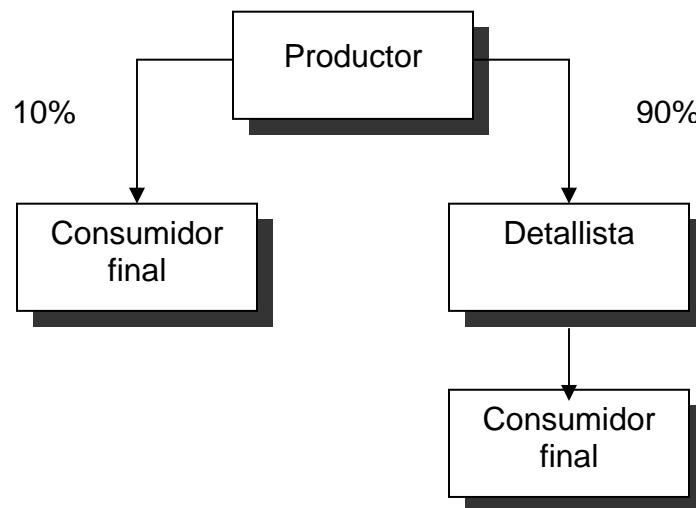 Productor
10%
90%
Consumidor
final
Detallista
Consumidor
final